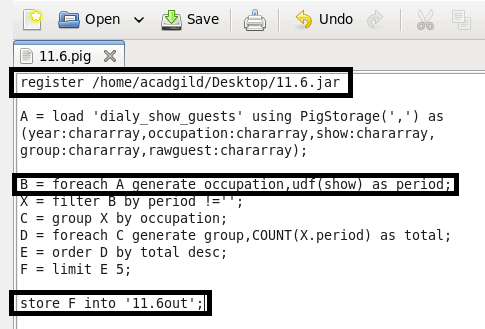 Open
Save
Undo
11.6.pig
register /home/acadgild/Desktop/11.6.jar
A = load 'dialy_show_guests' using PigStorage(',') as
(year:chararray,occupation:chararray,show:chararray,
group:chararray,rawguest:chararray);
B = foreach A generate occupation,udf(show) as period;
X = filter B by period !='';
C = group X by occupation;
D = foreach C generate group,COUNT(X.period) as total;
E = order D by total desc;
F = limit E 5;
store F into '11.6out';